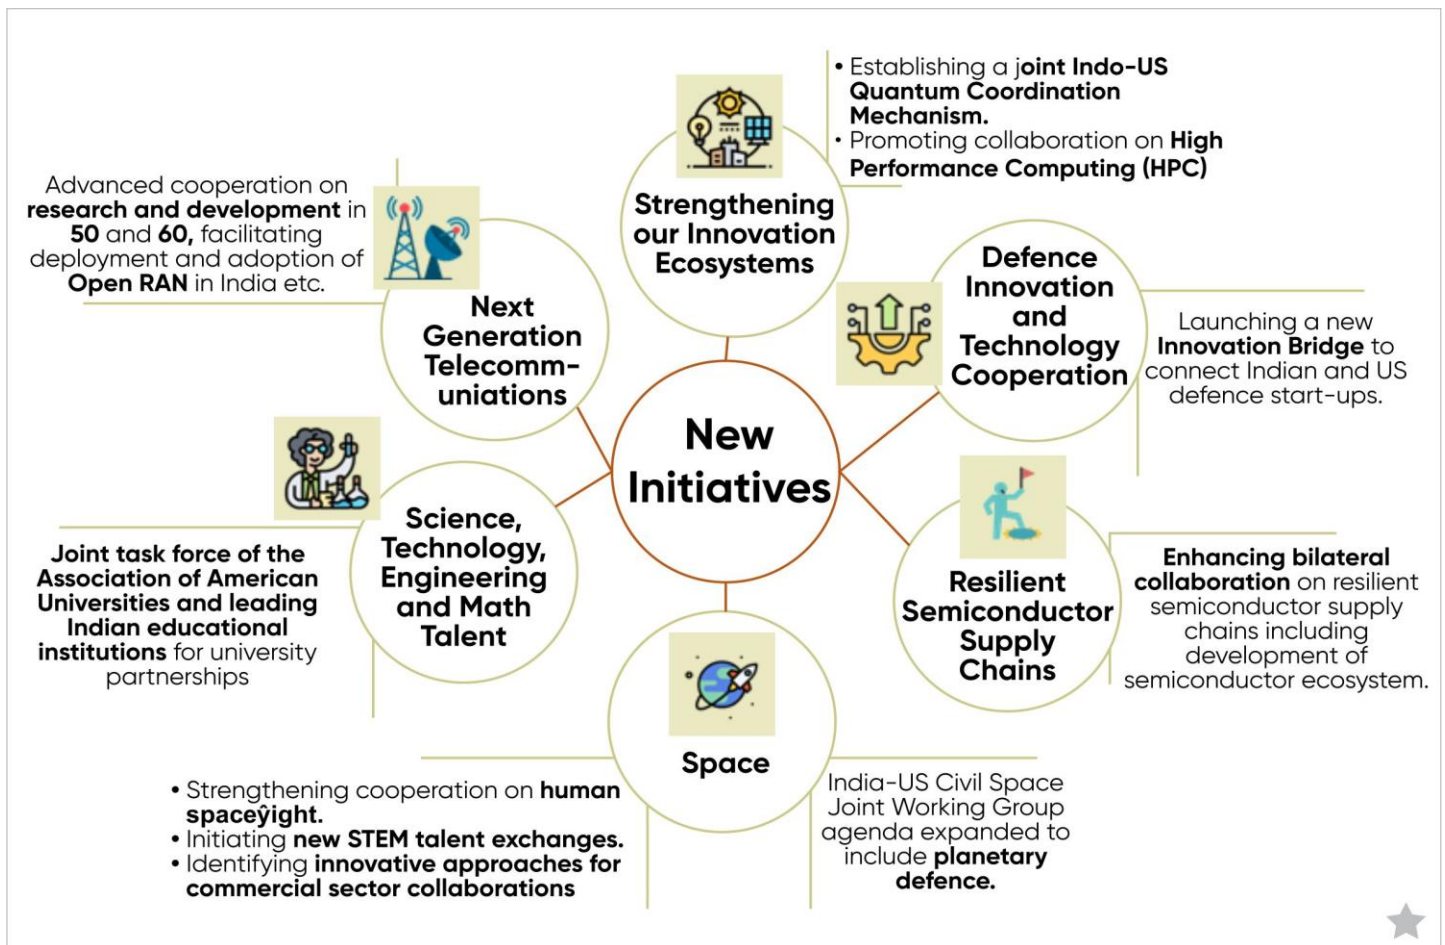 • Establishing a joint Indo-US
Quantum Coordination
Mechanism.
• Promoting collaboration on High
Performance Computing (HPC)
Strengthening
our Innovation
Ecosystems
Advanced cooperation on
research and development in
50 and 60, facilitating
deployment and adoption of
Open RAN in India etc.
Next
Generation
Telecomm-
uniations
Defence
Innovation
and
Technology
Cooperation
Launching a new
Innovation Bridge to
connect Indian and US
defence start-ups.
New
Initiatives
Joint task force of the
Association of American
Universities and leading
Indian educational
institutions for university
partnerships
Science,
Technology,
Engineering
and Math
Talent
Resilient
Semiconductor
Supply
Chains
Enhancing bilateral
collaboration on resilient
semiconductor supply
chains including
development of
semiconductor ecosystem.
Space
• Strengthening cooperation on human
spaceŷight.
• Initiating new STEM talent exchanges.
• Identifying innovative approaches for
commercial sector collaborations
India-US Civil Space
Joint Working Group
agenda expanded to
include planetary
defence.